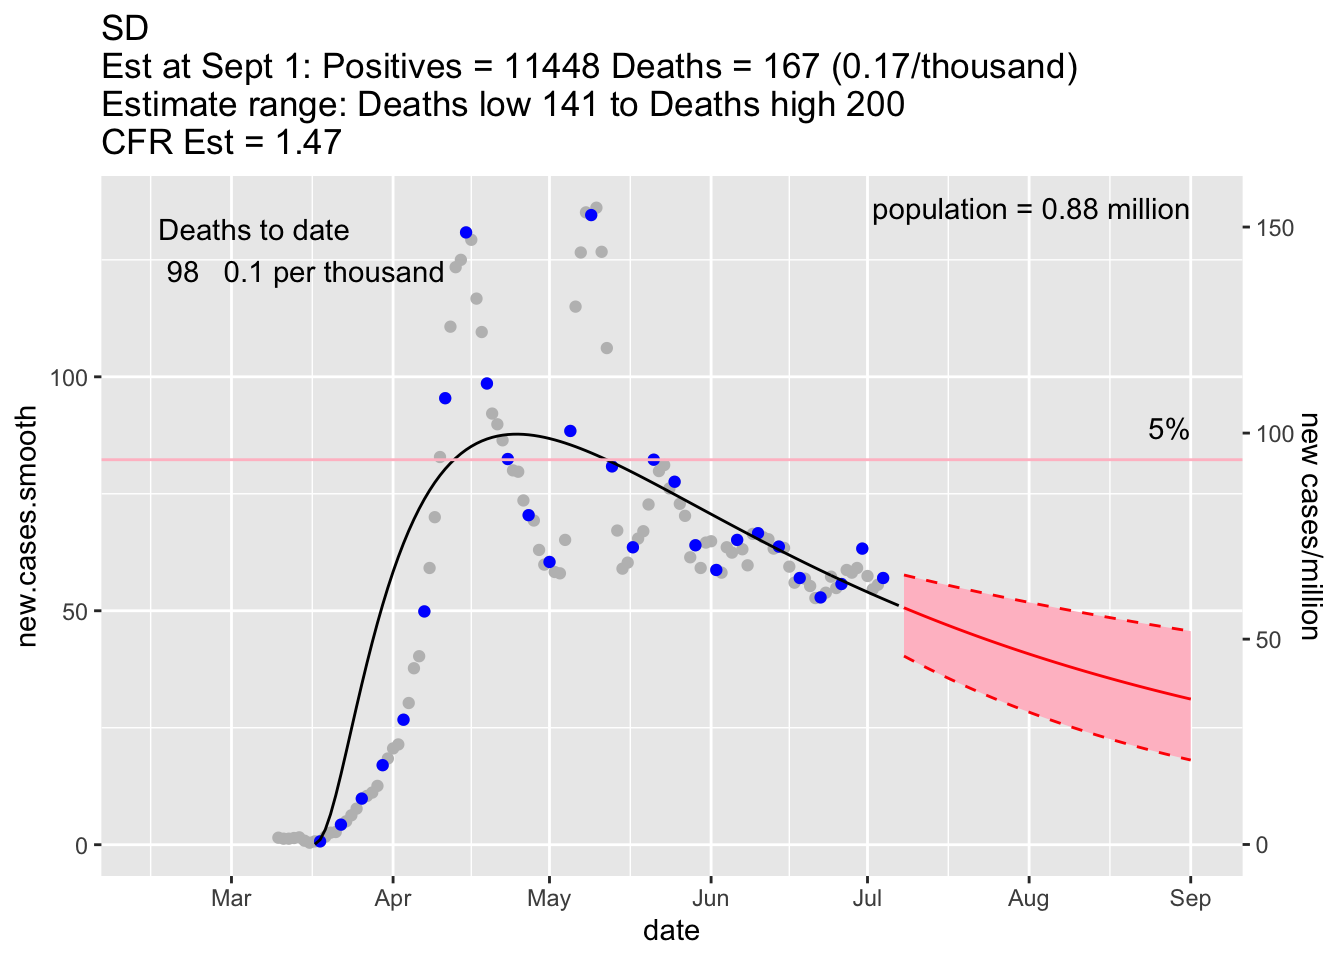 SD
Est at Sept 1: Positives = 11448 Deaths = 167 (0.17/thousand)
Estimate range: Deaths low 141 to Deaths high 200
CFR Est = 1.47
population = 0.88 million
Deaths to date
98 0.1 per thousand
5%
100
50
0
new.cases.smooth
150
100
50
0
new cases/million
Mar Apr May Jun Jul Aug Sep
date